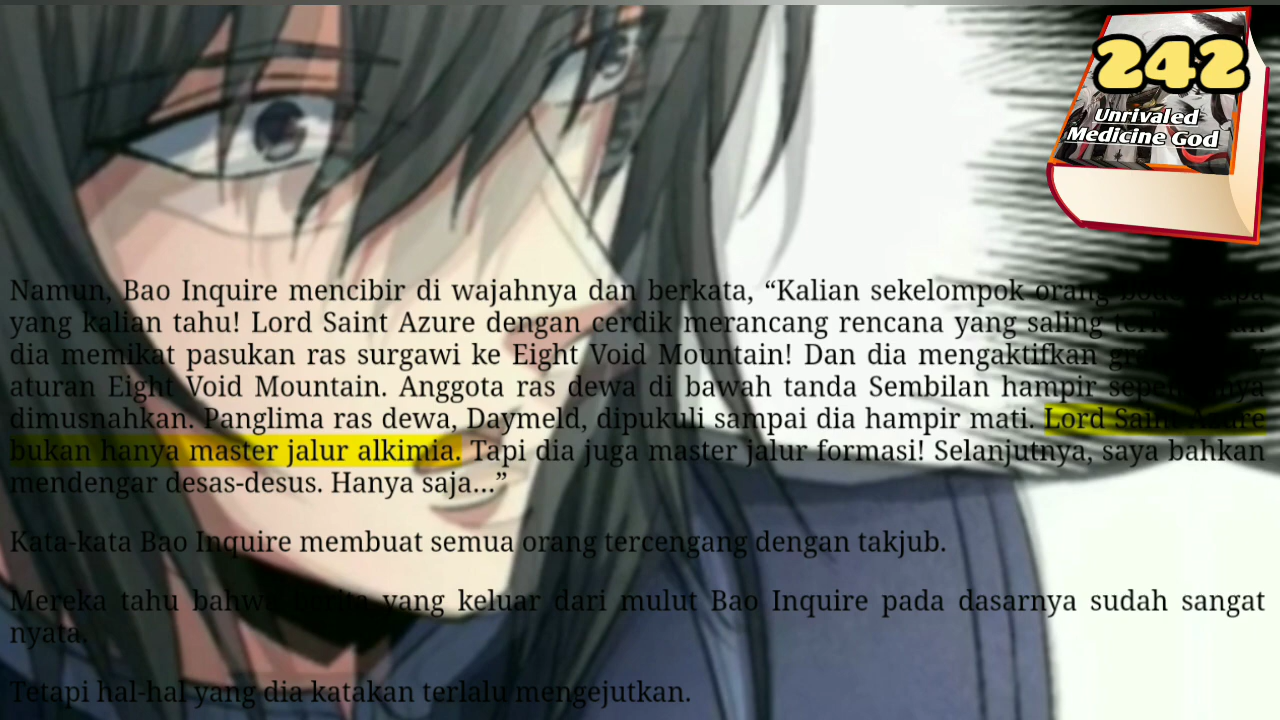 242
Unrivaled
Medicine God
Namun, Bao Inquire mencibir di wajahnya dan berkata, “Kalian sekelompok orang
yang kalian tahu! Lord Saint Azure dengan cerdik merancang rencana yang saling
dia memikat pasukan ras surgawi ke Eight Void Mountain! Dan dia mengaktifkan
aturan Eight Void Mountain. Anggota ras dewa di bawah tanda Sembilan hampir
dimusnahkan. Panglima ras dewa, Daymeld, dipukuli sampai dia hampir mati. Lord Saint Azure
bukan hanya master jalur alkimia. Tapi dia juga master jalur formasi! Selanjutnya, saya bahkan
mendengar desas-desus. Hanya saja...”
Kata-kata Bao Inquire membuat semua orang tercengang dengan takjub.
Mereka tahu bahwa berita yang keluar dari mulut Bao Inquire pada dasarnya sudah sangat
nyata.
Tetapi hal-hal yang dia katakan terlalu mengejutkan.